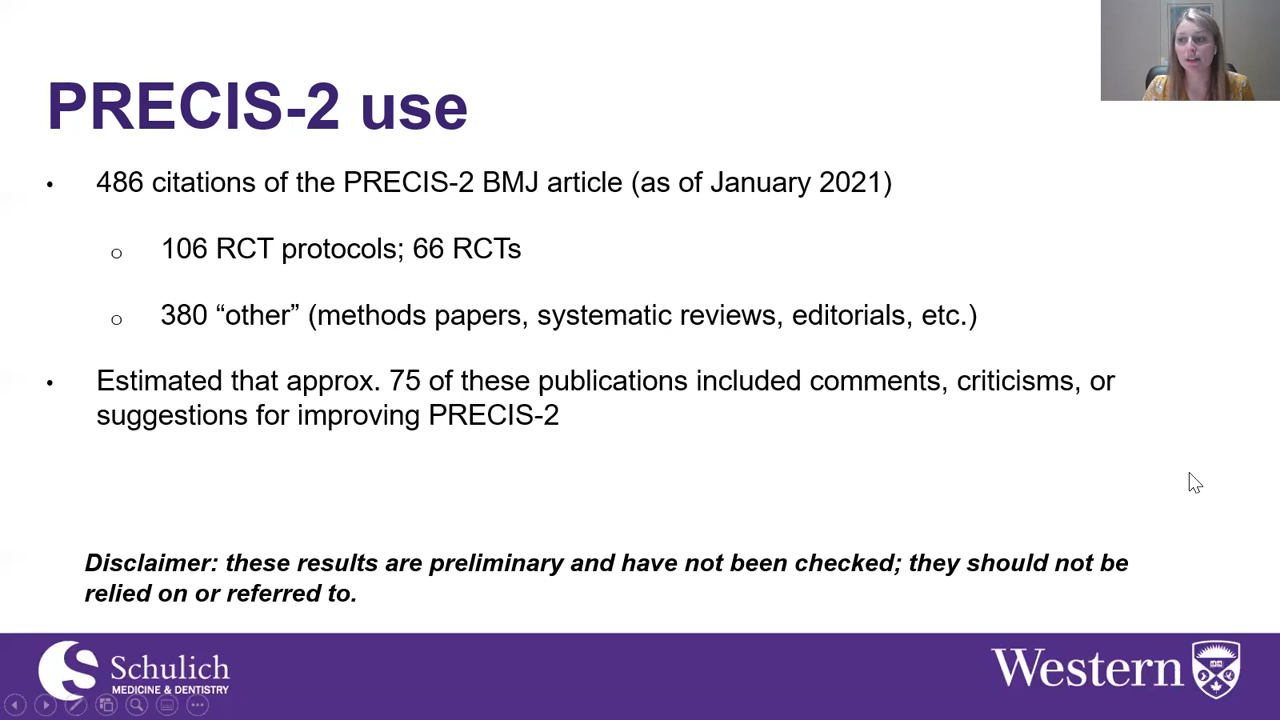 PRECIS-2 use
• 486 citations of the PRECIS-2 BMJ article (as of January 2021)
o 106 RCT protocols; 66 RCTs
o 380 “other” (methods papers, systematic reviews, editorials, etc.)
• Estimated that approx. 75 of these publications included comments, criticisms, or
suggestions for improving PRECIS-2
Disclaimer: these results are preliminary and have not been checked; they should not be
relied on or referred to.
Schulich
MEDICINE & DENTISTRY
Western